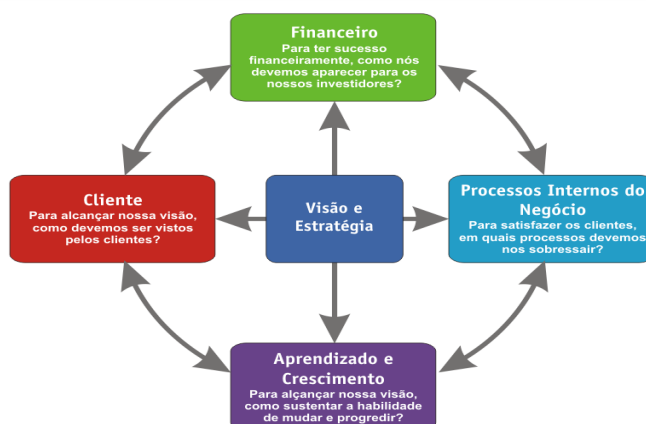 Financeiro
Para ter sucesso
financeiramente, como nós
devemos aparecer para os
nossos investidores?
Cliente
Para alcançar nossa visão,
como devemos ser vistos
pelos clientes?
Visão e
Estratégia
Processos Internos do
Negócio
Para satisfazer os clientes,
em quais processos devemos
nos sobressair?
Aprendizado e
Crescimento
Para alçançar nossa visão,
como sustentar a habilidade
de mudar e progredir?